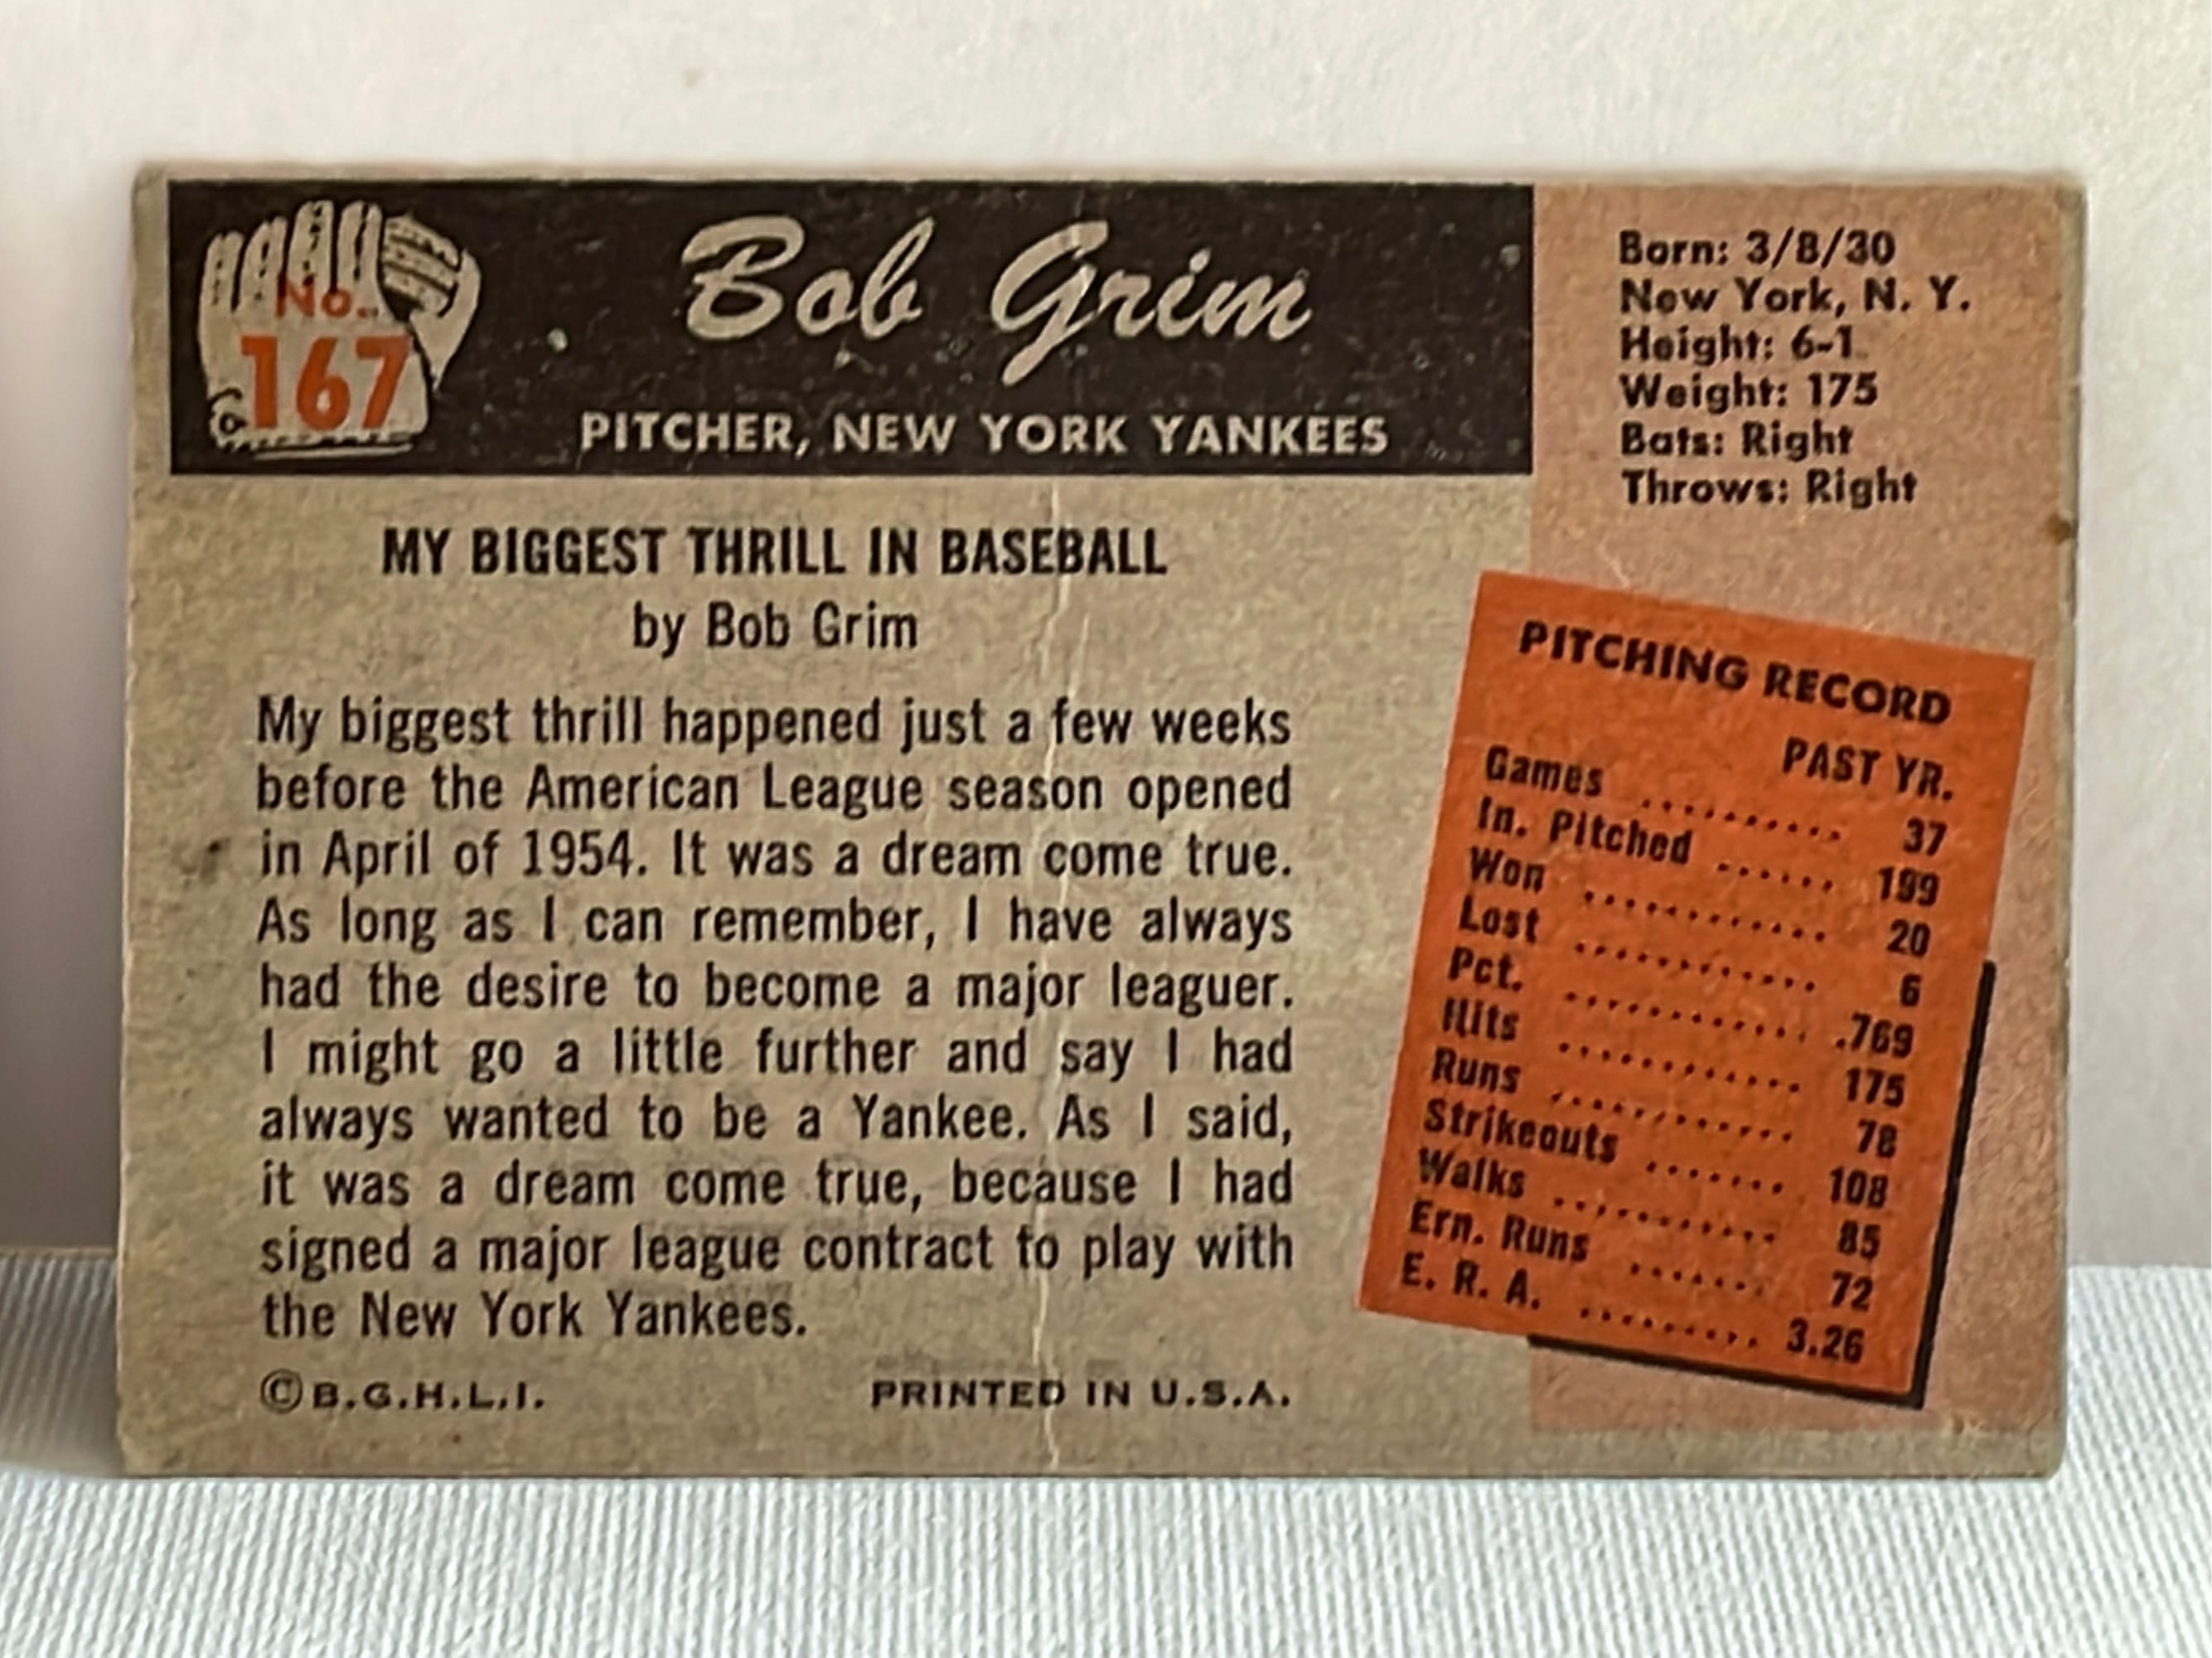 No.
167
Bob Grim
PITCHER, NEW YORK YANKEES
Born: 3/8/30
New York, N. Y.
Height: 6-1
Weight: 175
Bats: Right
Throws: Right
MY BIGGEST THRILL IN BASEBALL
by Bob Grim
My biggest thrill happened just a few weeks
before the American League season opened
in April of 1954. It was a dream come true.
As long as I can remember, I have always
had the desire to become a major leaguer.
I might go a little further and say I had
always wanted to be a Yankee. As I said,
it was a dream come true, because I had
signed a major league contract to play with
the New York Yankees.
©B.G.H.L.I.
PRINTED IN U.S.A.
PITCHING RECORD
PAST YR.
Games .......... 37
In. Pitched ...... 199
Won ............ 20
Lost ............ 6
Pct. ............ .769
Hits ............ 175
Runs ............ 78
Strikeouts ....... 108
Walks ........... 85
Ern. Runs ....... 72
E. R. A. ......... 3.26